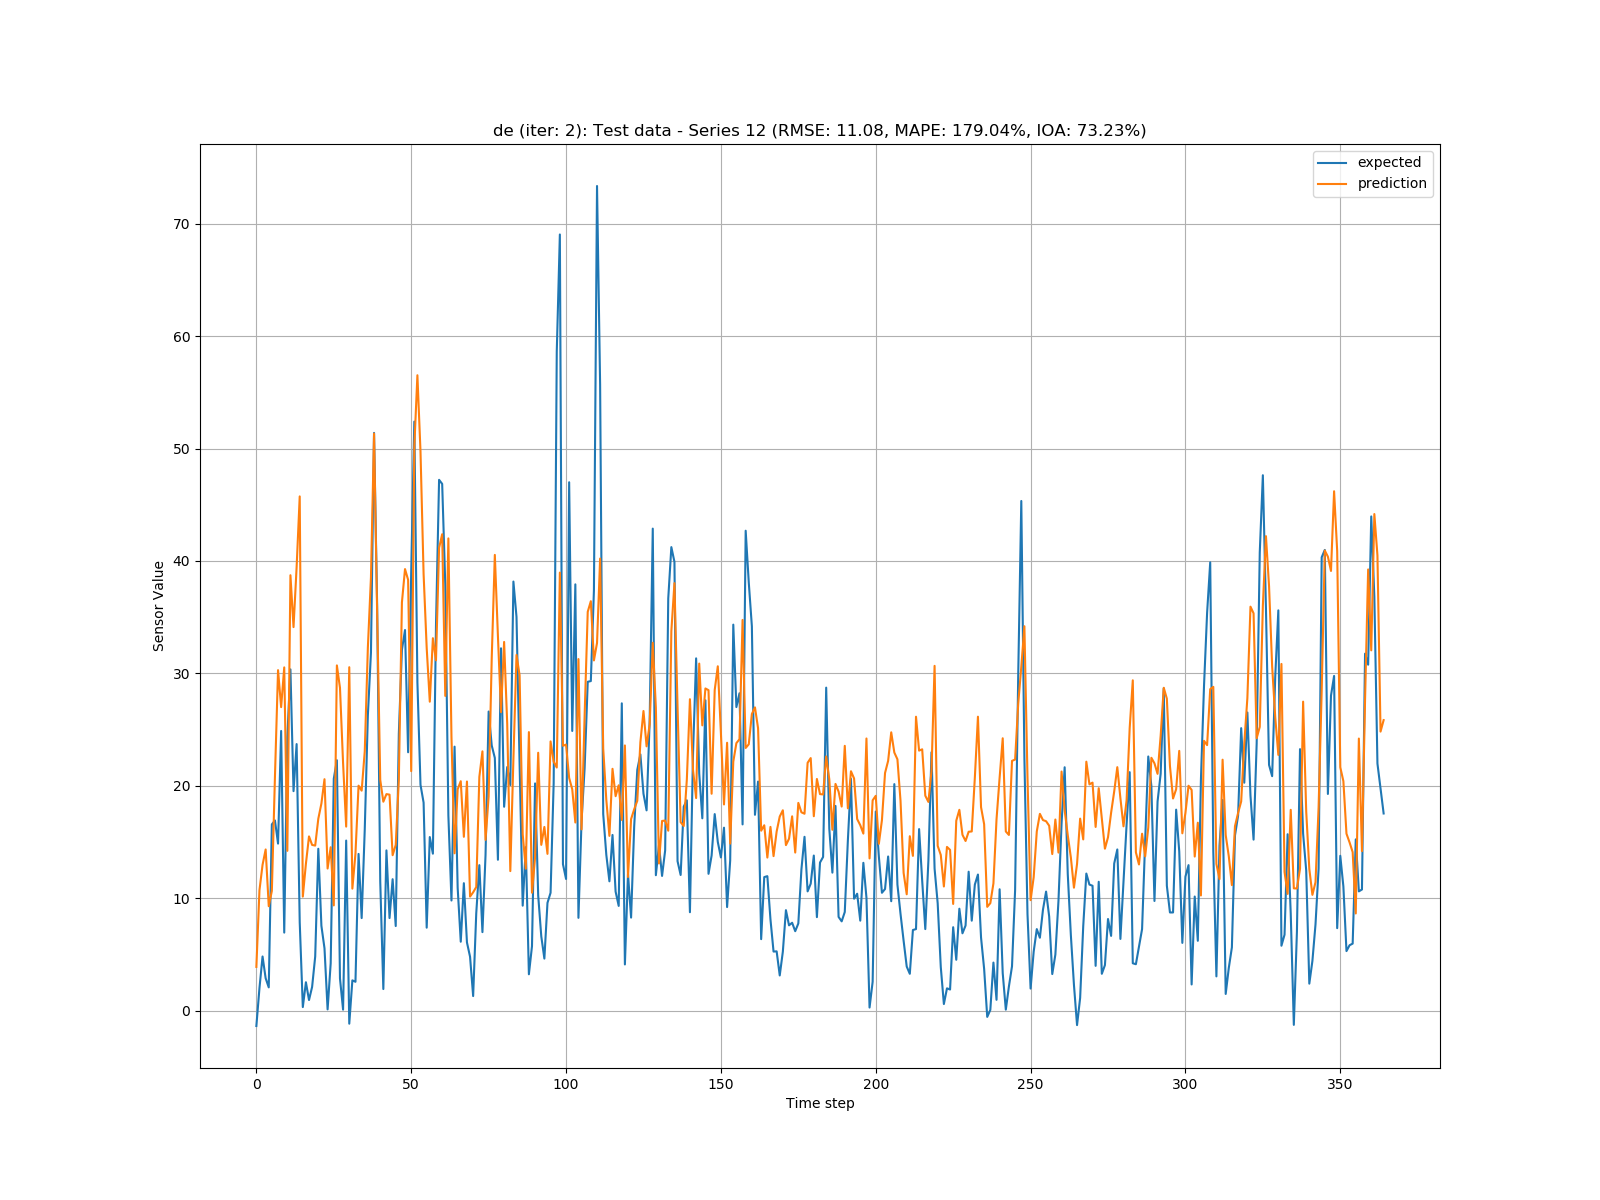 de (iter: 2): Test data - Series 12 (RMSE: 11.08, MAPE: 179.04%, IOA: 73.23%)
expected
prediction
70
60
50
40
30
20
10
0
Sensor Value
0 50 100 150 200 250 300 350
Time step